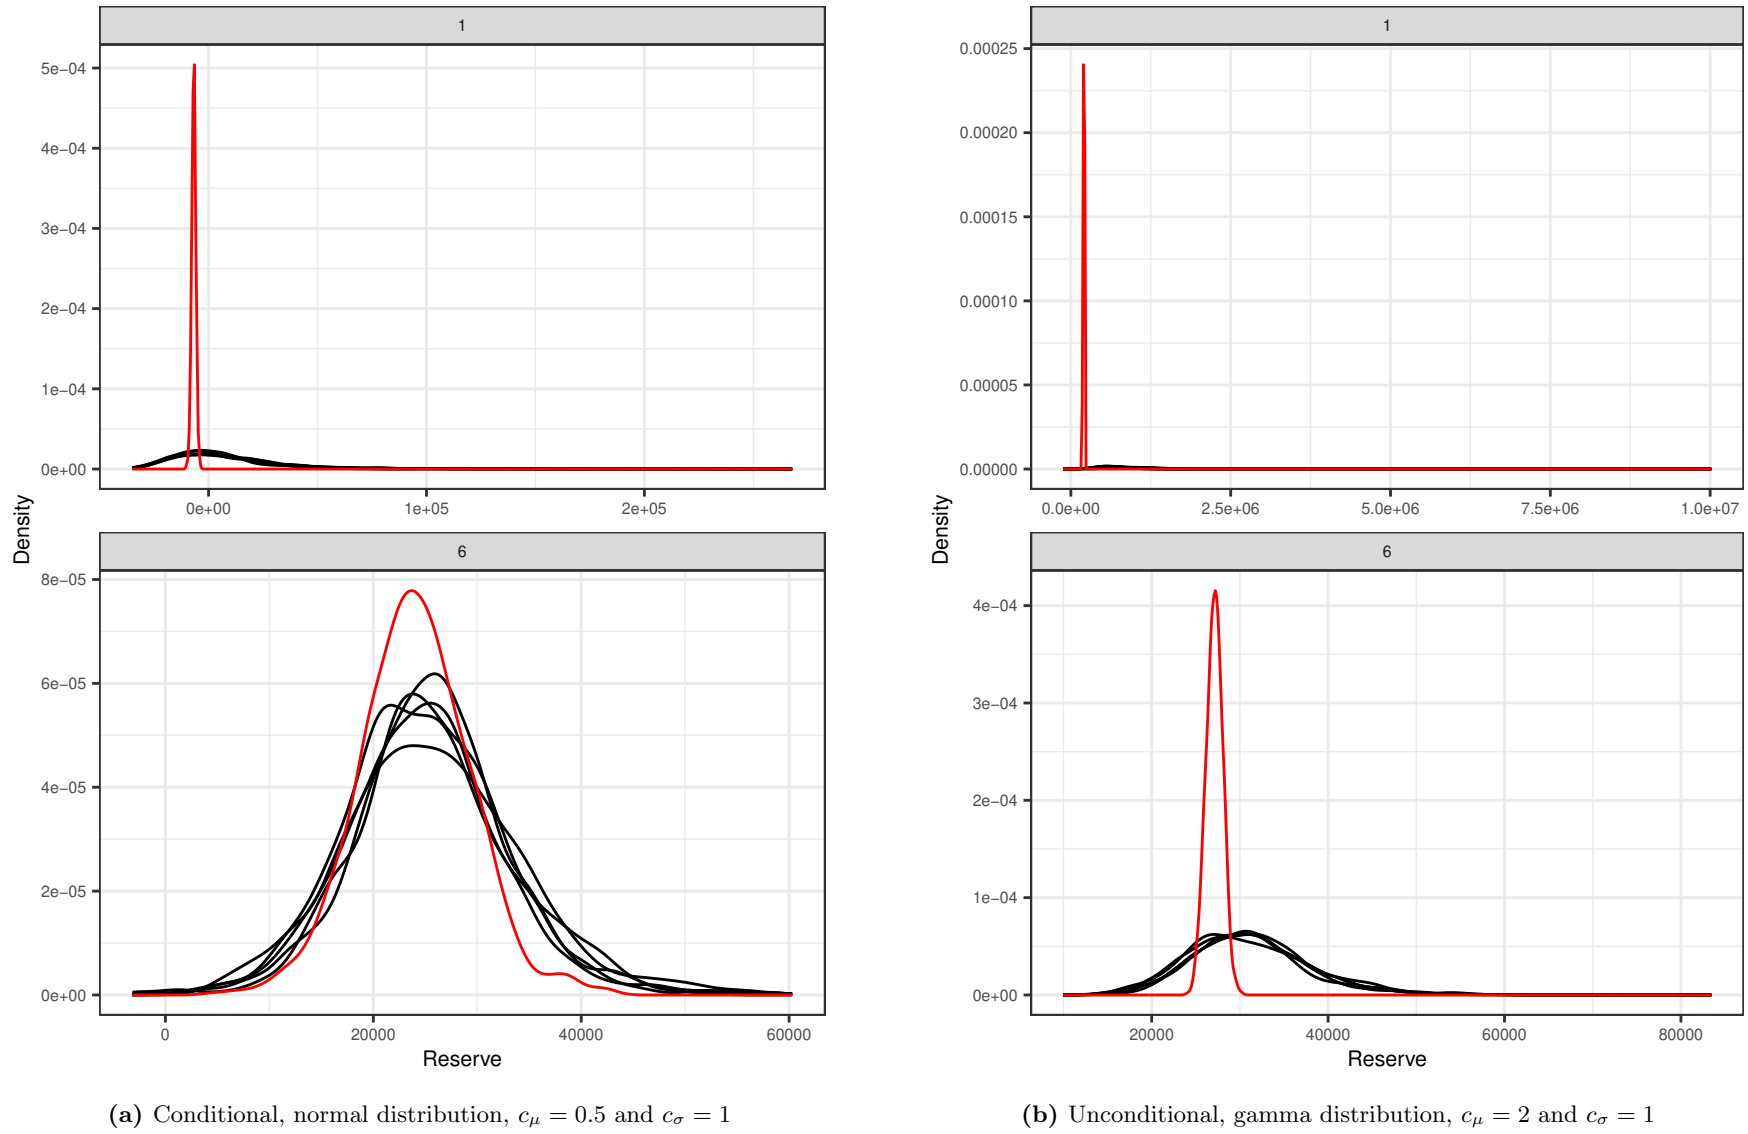 1
5e−04
4e−04
3e−04
2e−04
1e−04
0e+00
0e+00 1e+05 2e+05
6
8e−05
6e−05
4e−05
2e−05
0e+00
0 20000 40000 60000
Density
Reserve
(a) Conditional, normal distribution, cμ = 0.5 and cσ = 1
1
0.00025
0.00020
0.00015
0.00010
0.00005
0.00000
0.0e+00 2.5e+06 5.0e+06 7.5e+06 1.0e+07
6
4e−04
3e−04
2e−04
1e−04
0e+00
20000 40000 60000 80000
Density
Reserve
(b) Unconditional, gamma distribution, cμ = 2 and cσ = 1